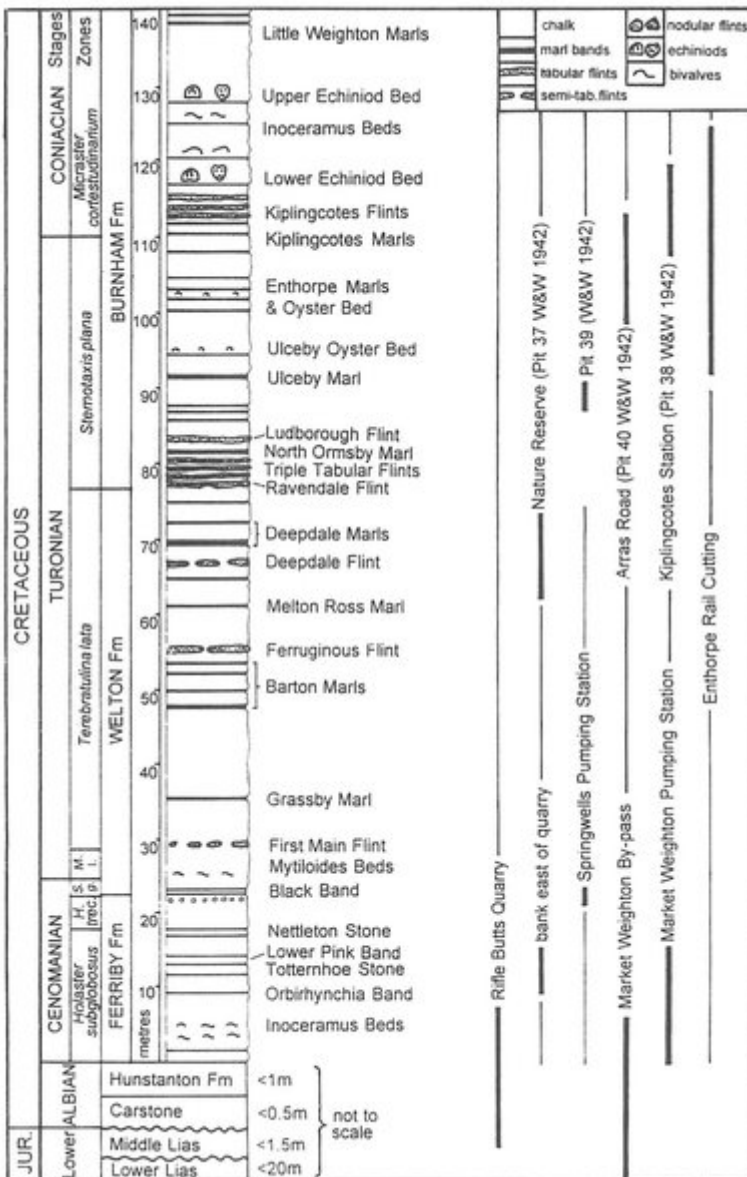 Stages
Zones
CONIACIAN
Micraster
cortestudinarium
CRETACEOUS
TURONIAN
Sternotaxis plana
Terebratulina lata
M.
l.
S.
g.
H.
trec.
CENOMANIAN
Holaster
subglobosus
ALBIAN
JUR.
Lower
BURNHAM Fm
WELTON Fm
FERRIBY Fm
metres
140
130
120
110
100
90
80
70
60
50
40
30
20
10
Little Weighton Marls
Upper Echiniod Bed
Inoceramus Beds
Lower Echiniod Bed
Kiplingcotes Flints
Kiplingcotes Marls
Enthorpe Marls
& Oyster Bed
Ulceby Oyster Bed
Ulceby Marl
Ludborough Flint
North Ormsby Marl
Triple Tabular Flints
Ravendale Flint
Deepdale Marls
Deepdale Flint
Melton Ross Marl
Ferruginous Flint
Barton Marls
Grassby Marl
First Main Flint
Mytiloides Beds
Black Band
Nettleton Stone
Lower Pink Band
Totternhoe Stone
Orbirhynchia Band
Inoceramus Beds
Hunstanton Fm <1m
Carstone <0.5m
Middle Lias <1.5m
Lower Lias <20m
not to
scale
chalk
marl bands
tabular flints
semi-tab.flints
nodular flints
echiniods
bivalves
Rifle Butts Quarry
bank east of quarry
Nature Reserve (Pit 37 W&W 1942)
Springwells Pumping Station
Pit 39 (W&W 1942)
Market Weighton By-pass
Arras Road (Pit 40 W&W 1942)
Market Weighton Pumping Station
Kiplingcotes Station (Pit 38 W&W 1942)
Enthorpe Rail Cutting